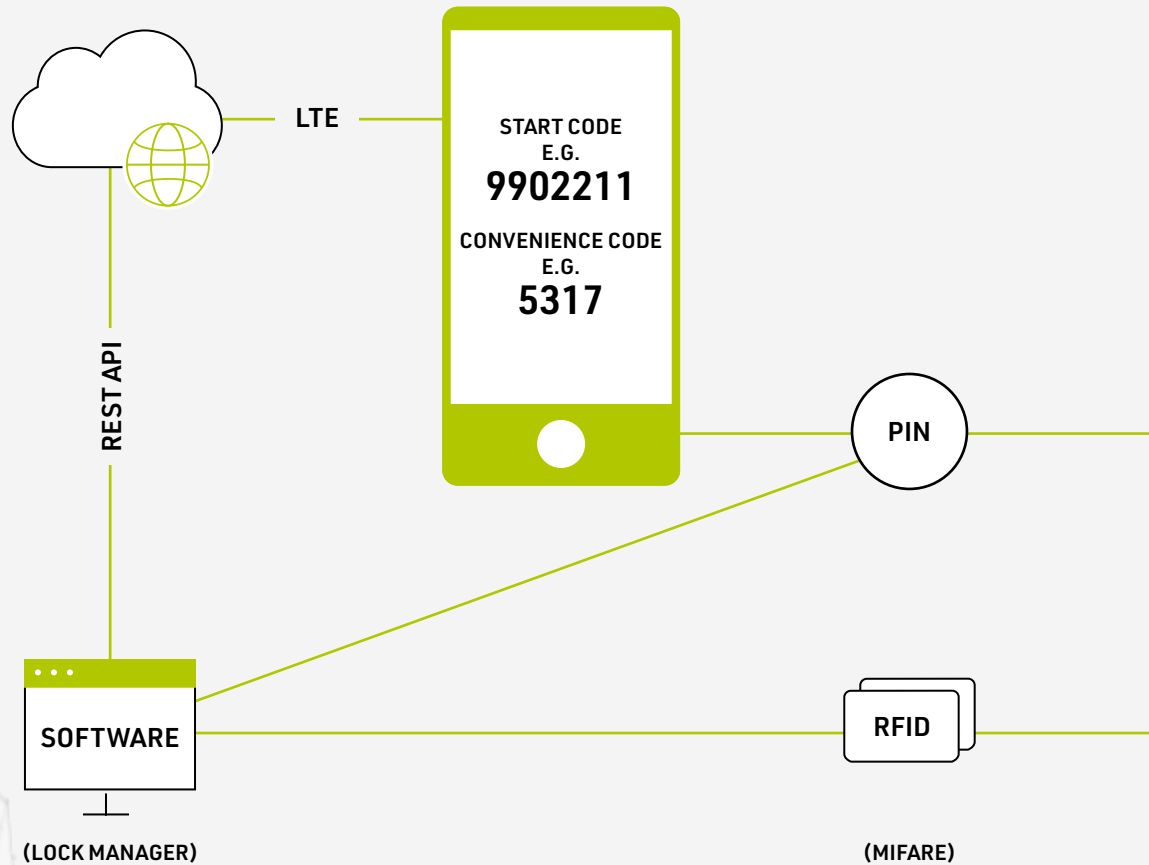 LTE
START CODE
E.G.
9902211
CONVENIENCE CODE
E.G.
5317
REST API
PIN
SOFTWARE
RFID
(LOCK MANAGER)
(MIFARE)